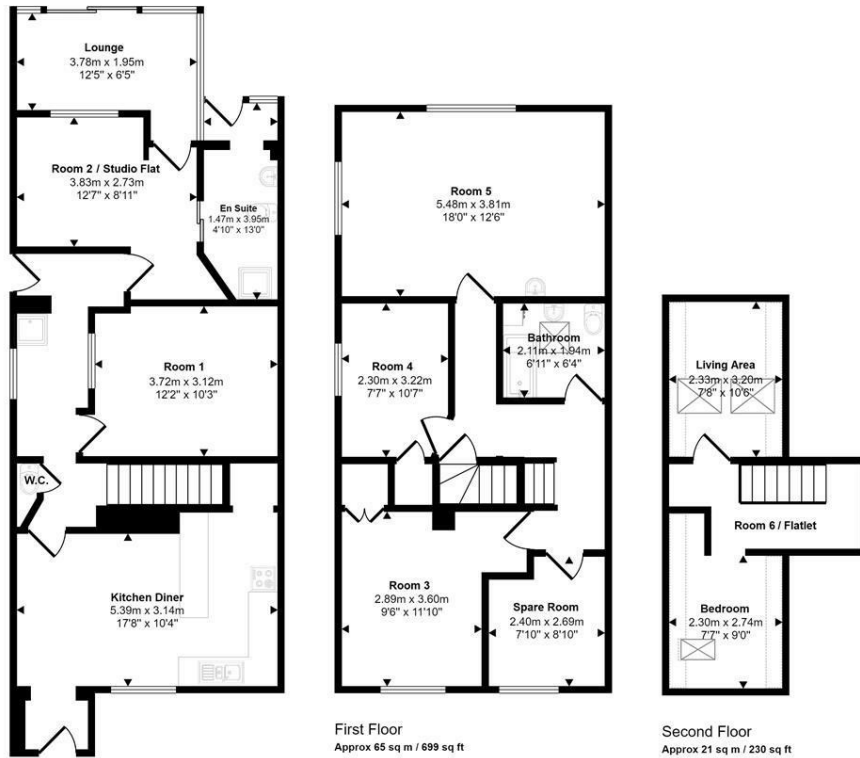 Lounge
3.78m x 1.95m
12'5" x 6'5"
Room 2 / Studio Flat
3.83m x 2.73m
12'7" x 8'11"
En Suite
1.47m x 3.95m
4'10" x 13'0"
Room 1
3.72m x 3.12m
12'2" x 10'3"
W.C.
Kitchen Diner
5.39m x 3.14m
17'8" x 10'4"
Room 5
5.48m x 3.81m
18'0" x 12'6"
Room 4
2.30m x 3.22m
7'7" x 10'7"
Bathroom
2.11m x 1.94m
6'11" x 6'4"
Room 3
2.89m x 3.60m
9'6" x 11'10"
Spare Room
2.40m x 2.69m
7'10" x 8'10"
First Floor
Approx 65 sq m / 699 sq ft
Living Area
2.33m x 3.20m
7'8" x 10'6"
Room 6 / Flatlet
Bedroom
2.30m x 2.74m
7'7" x 9'0"
Second Floor
Approx 21 sq m / 230 sq ft